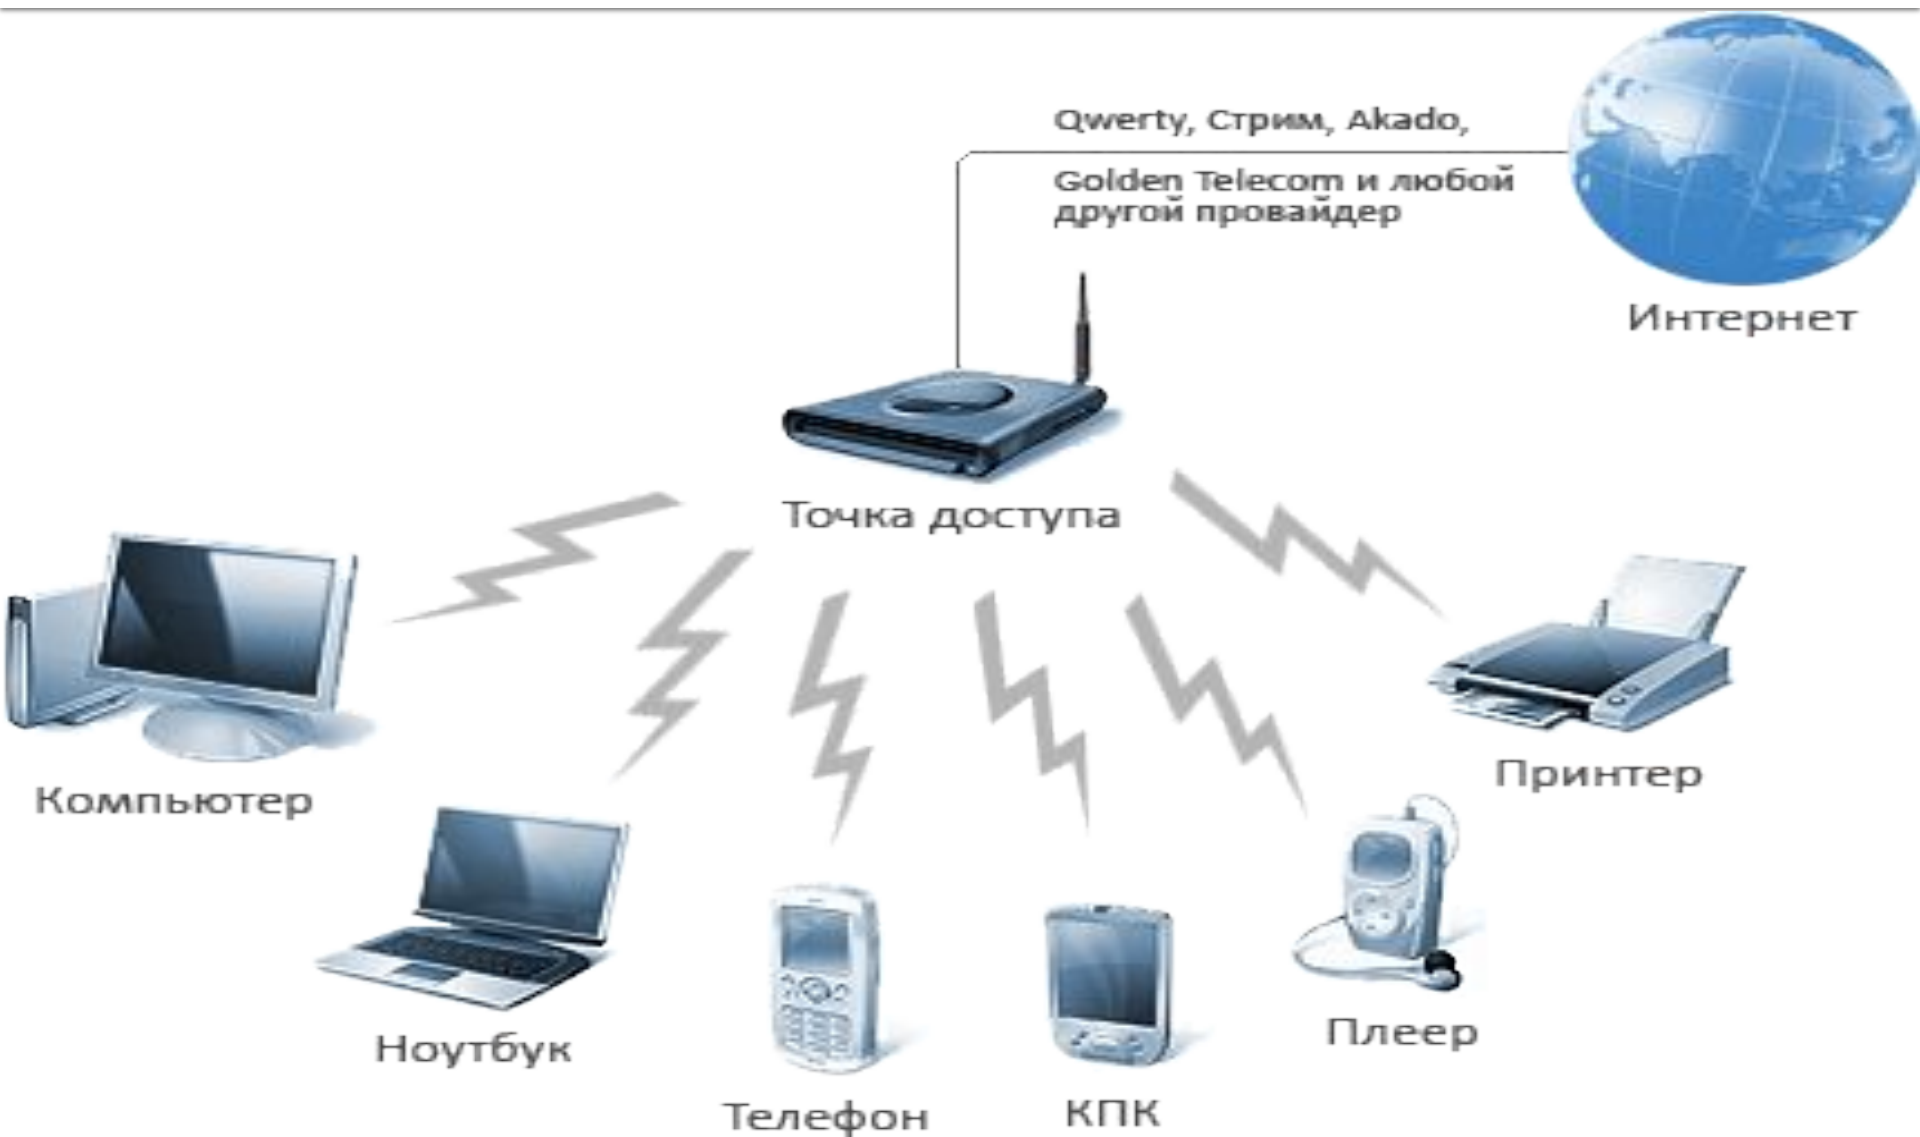 Qwerty, Стрим, Akado,
Golden Telecom и любой
другой провайдер
Интернет
Точка доступа
Компьютер
Принтер
Ноутбук
Плеер
Телефон
КПК